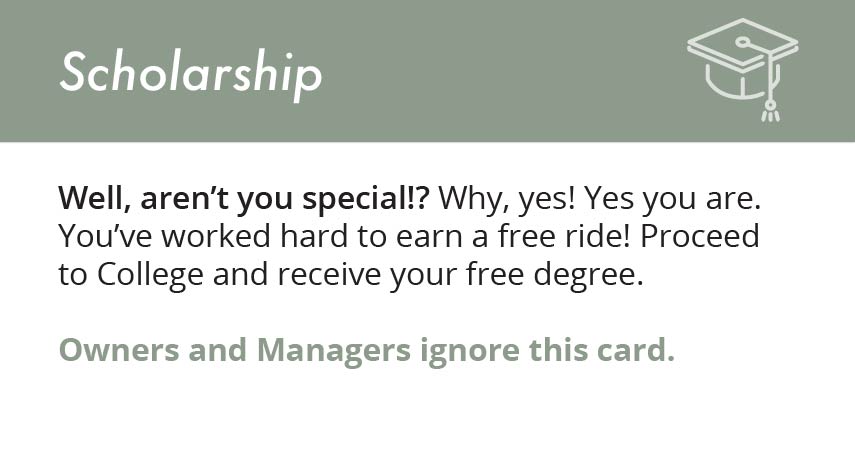 Scholarship
Well, aren’t you special!? Why, yes! Yes you are.
You’ve worked hard to earn a free ride! Proceed
to College and receive your free degree.
Owners and Managers ignore this card.